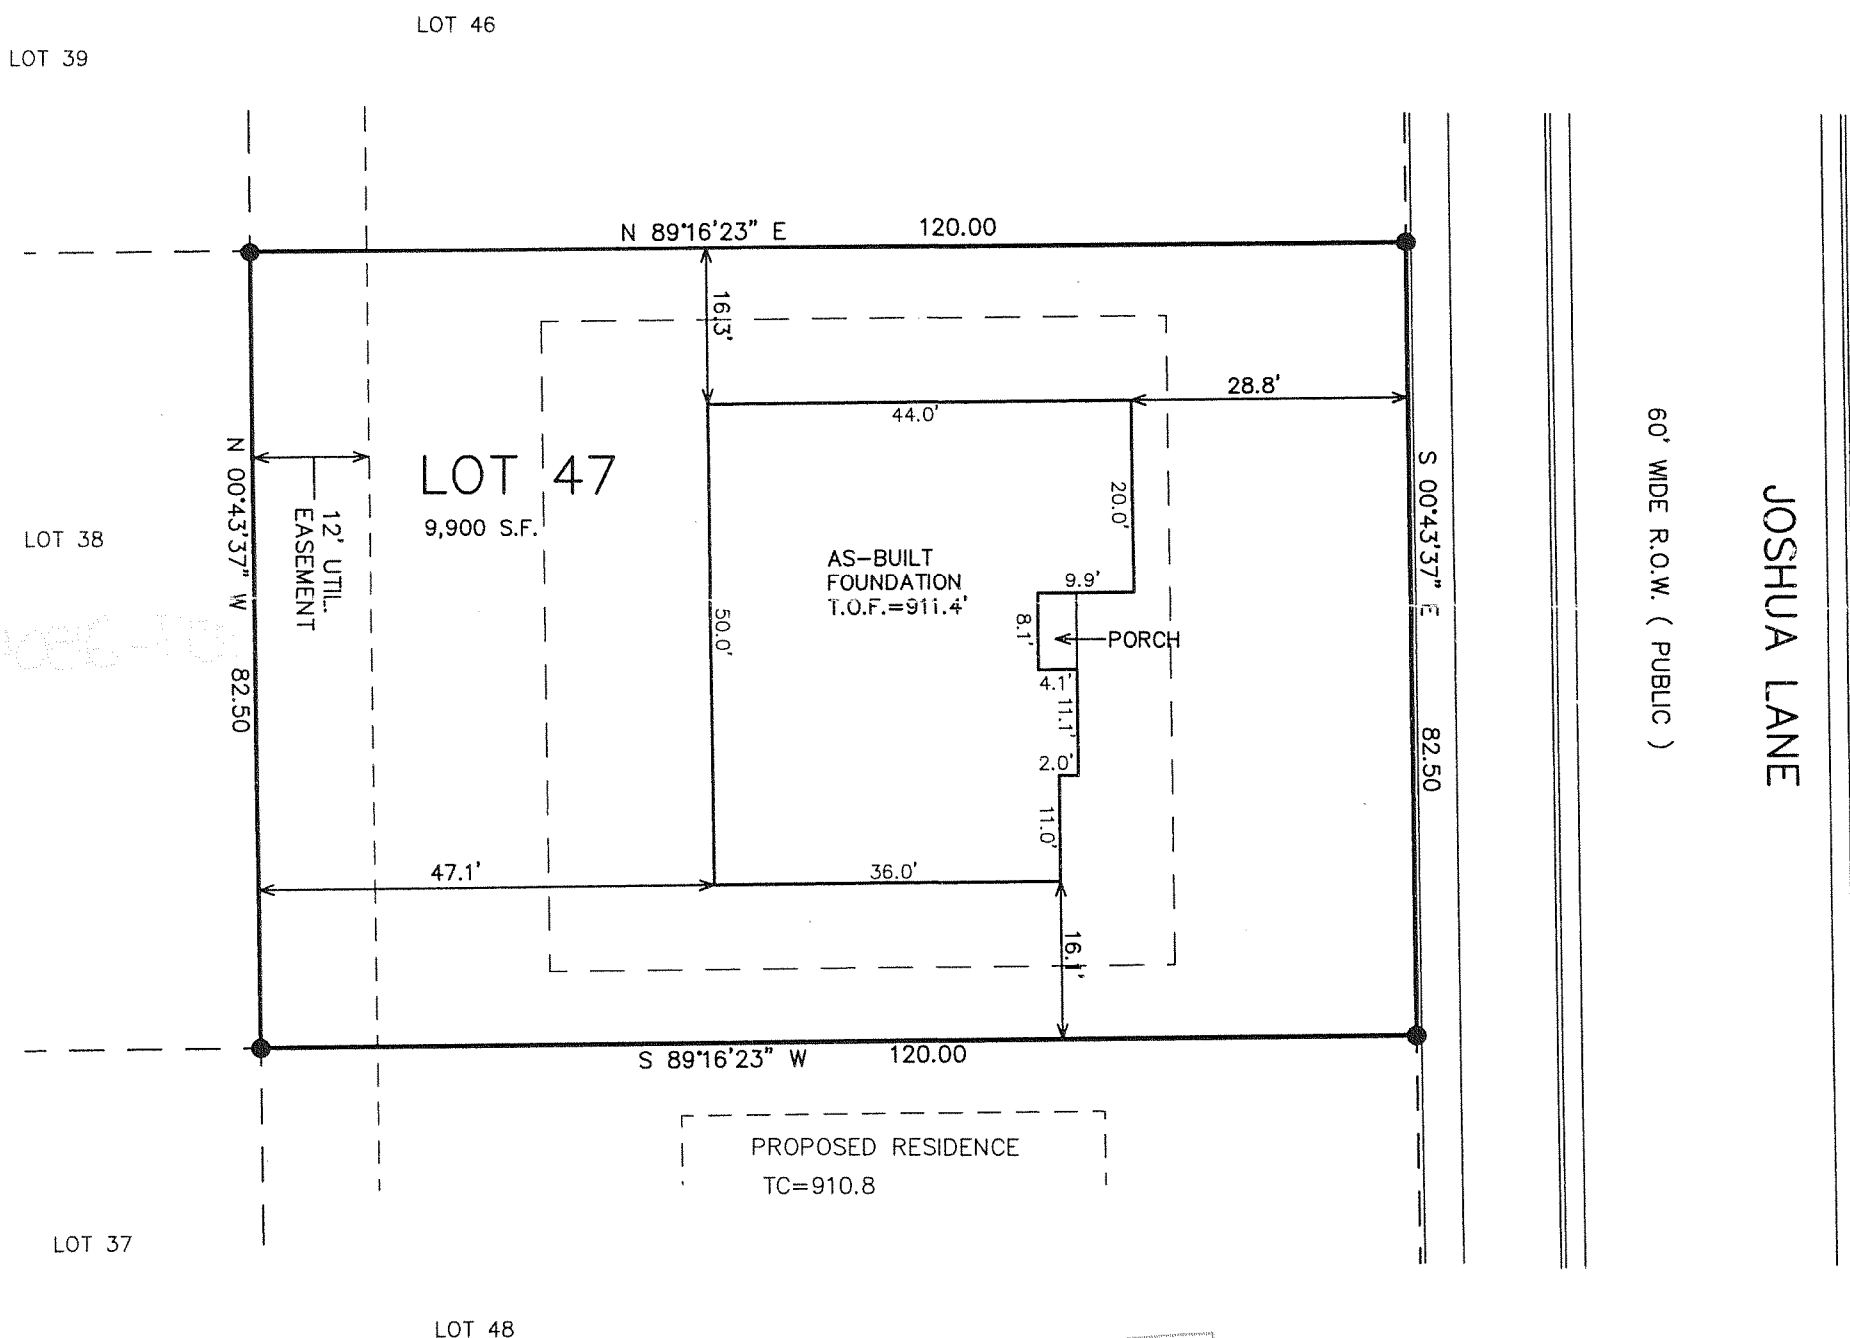 LOT 46
LOT 39
N 89°16'23" E 120.00
16.3'
28.8'
44.0'
LOT 47
9,900 S.F.
N 00°43'37" W 82.50
12' UTIL.
EASEMENT
LOT 38
20.0'
AS-BUILT
FOUNDATION
T.O.F.=911.4'
9.9'
50.0'
8.1'
PORCH
4.1'
11.1'
2.0'
11.0'
47.1'
36.0'
16.1'
S 00°43'37" E 82.50
60' WIDE R.O.W. ( PUBLIC )
JOSHUA LANE
S 89°16'23" W 120.00
PROPOSED RESIDENCE
TC=910.8
LOT 37
LOT 48